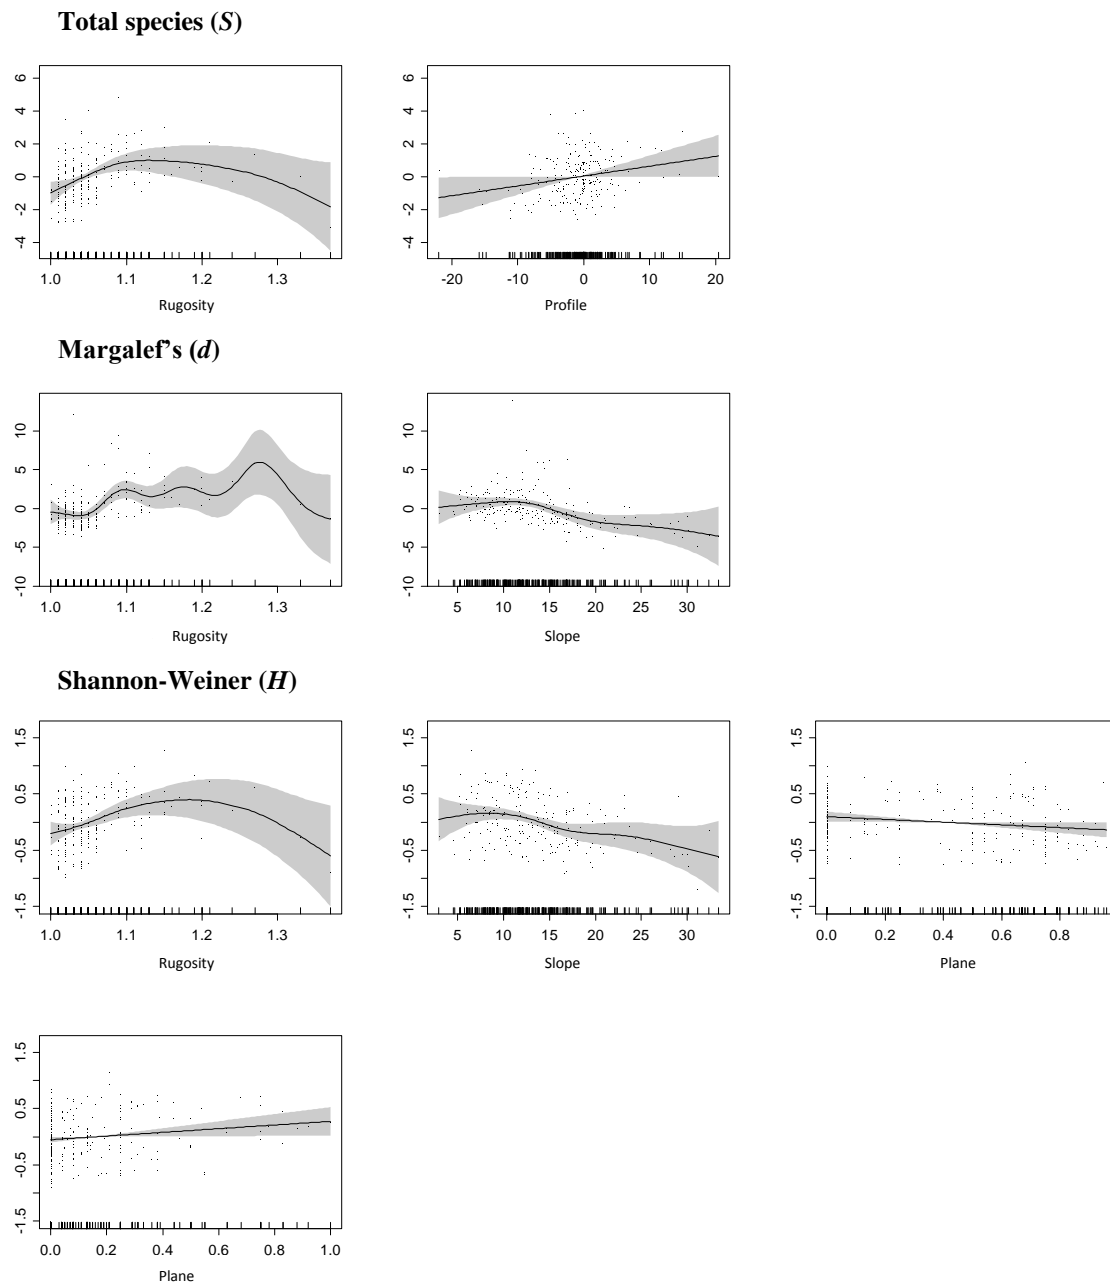 Total species (S)
6
4
2
0
-2
-4
1.0 1.1 1.2 1.3
Rugosity
6
4
2
0
-2
-4
-20 -10 0 10 20
Profile
Margalef's (d)
10
5
0
-5
-10
1.0 1.1 1.2 1.3
Rugosity
10
5
0
-5
-10
5 10 15 20 25 30
Slope
Shannon-Weiner (H)
1.5
0.5
-0.5
-1.5
1.0 1.1 1.2 1.3
Rugosity
1.5
0.5
-0.5
-1.5
5 10 15 20 25 30
Slope
1.5
0.5
-0.5
-1.5
0.0 0.2 0.4 0.6 0.8
Plane
1.5
0.5
-0.5
-1.5
0.0 0.2 0.4 0.6 0.8 1.0
Plane